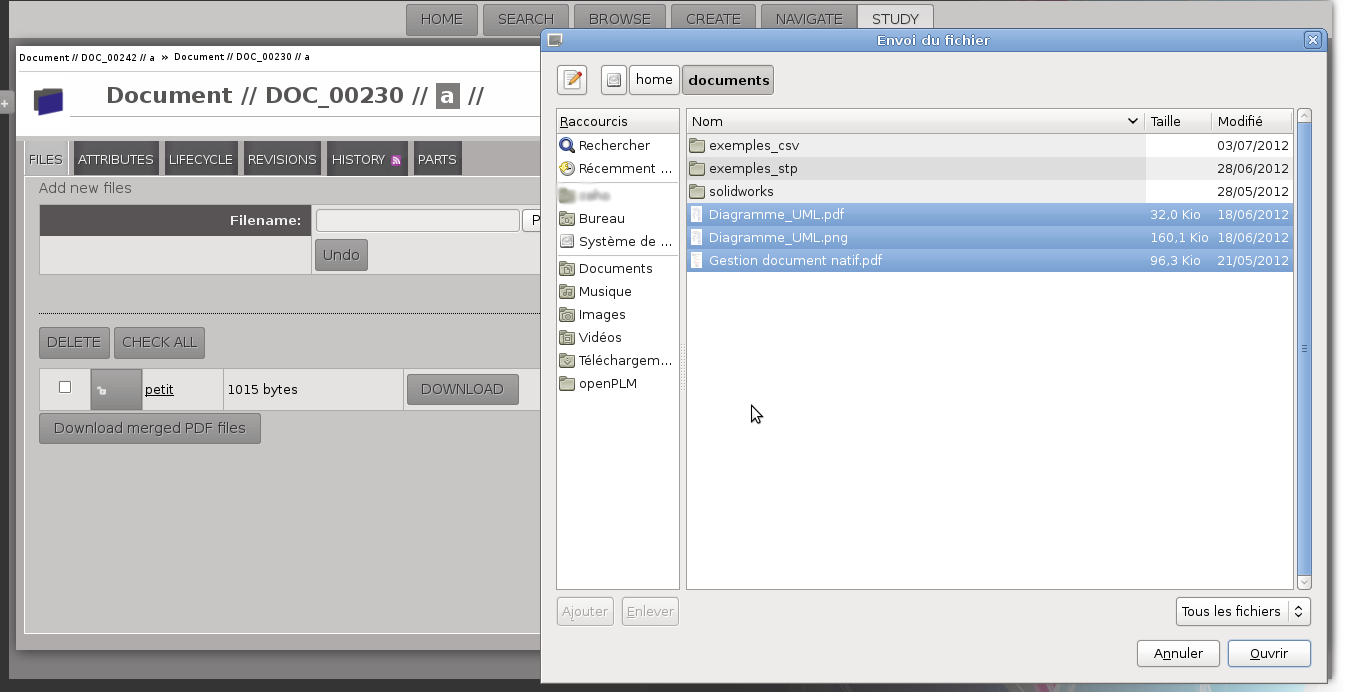 HOME SEARCH BROWSE CREATE NAVIGATE STUDY
Document // DOC_00242 // a » Document // DOC_00230 // a
Document // DOC_00230 // a //
FILES ATTRIBUTES LIFECYCLE REVISIONS HISTORY PARTS
Add new files
Filename: P
Undo
DELETE CHECK ALL
petit 1015 bytes DOWNLOAD
Download merged PDF files
Envoi du fichier
home documents
Raccourcis
Rechercher
Récemment ...
Bureau
Système de ...
Documents
Musique
Images
Vidéos
Téléchargem...
openPLM
Nom Taille Modifié
exemples_csv 03/07/2012
exemples_stp 28/06/2012
solidworks 28/05/2012
Diagramme_UML.pdf 32,0 Kio 18/06/2012
Diagramme_UML.png 160,1 Kio 18/06/2012
Gestion document natif.pdf 96,3 Kio 21/05/2012
Ajouter Enlever
Tous les fichiers
Annuler Ouvrir